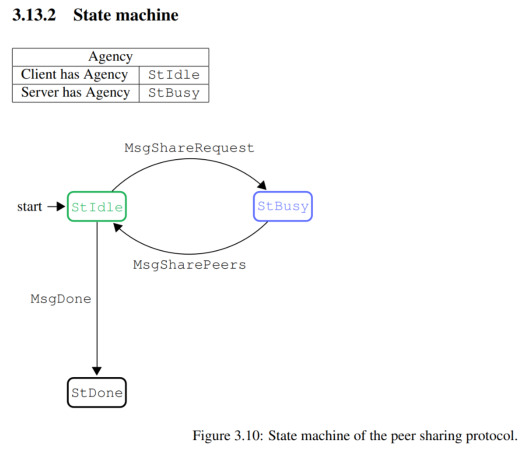 3.13.2 State machine
Agency
Client has Agency StIdle
Server has Agency StBusy
MsgShareRequest
start StIdle StBusy
MsgSharePeers
MsgDone
StDone
Figure 3.10: State machine of the peer sharing protocol.